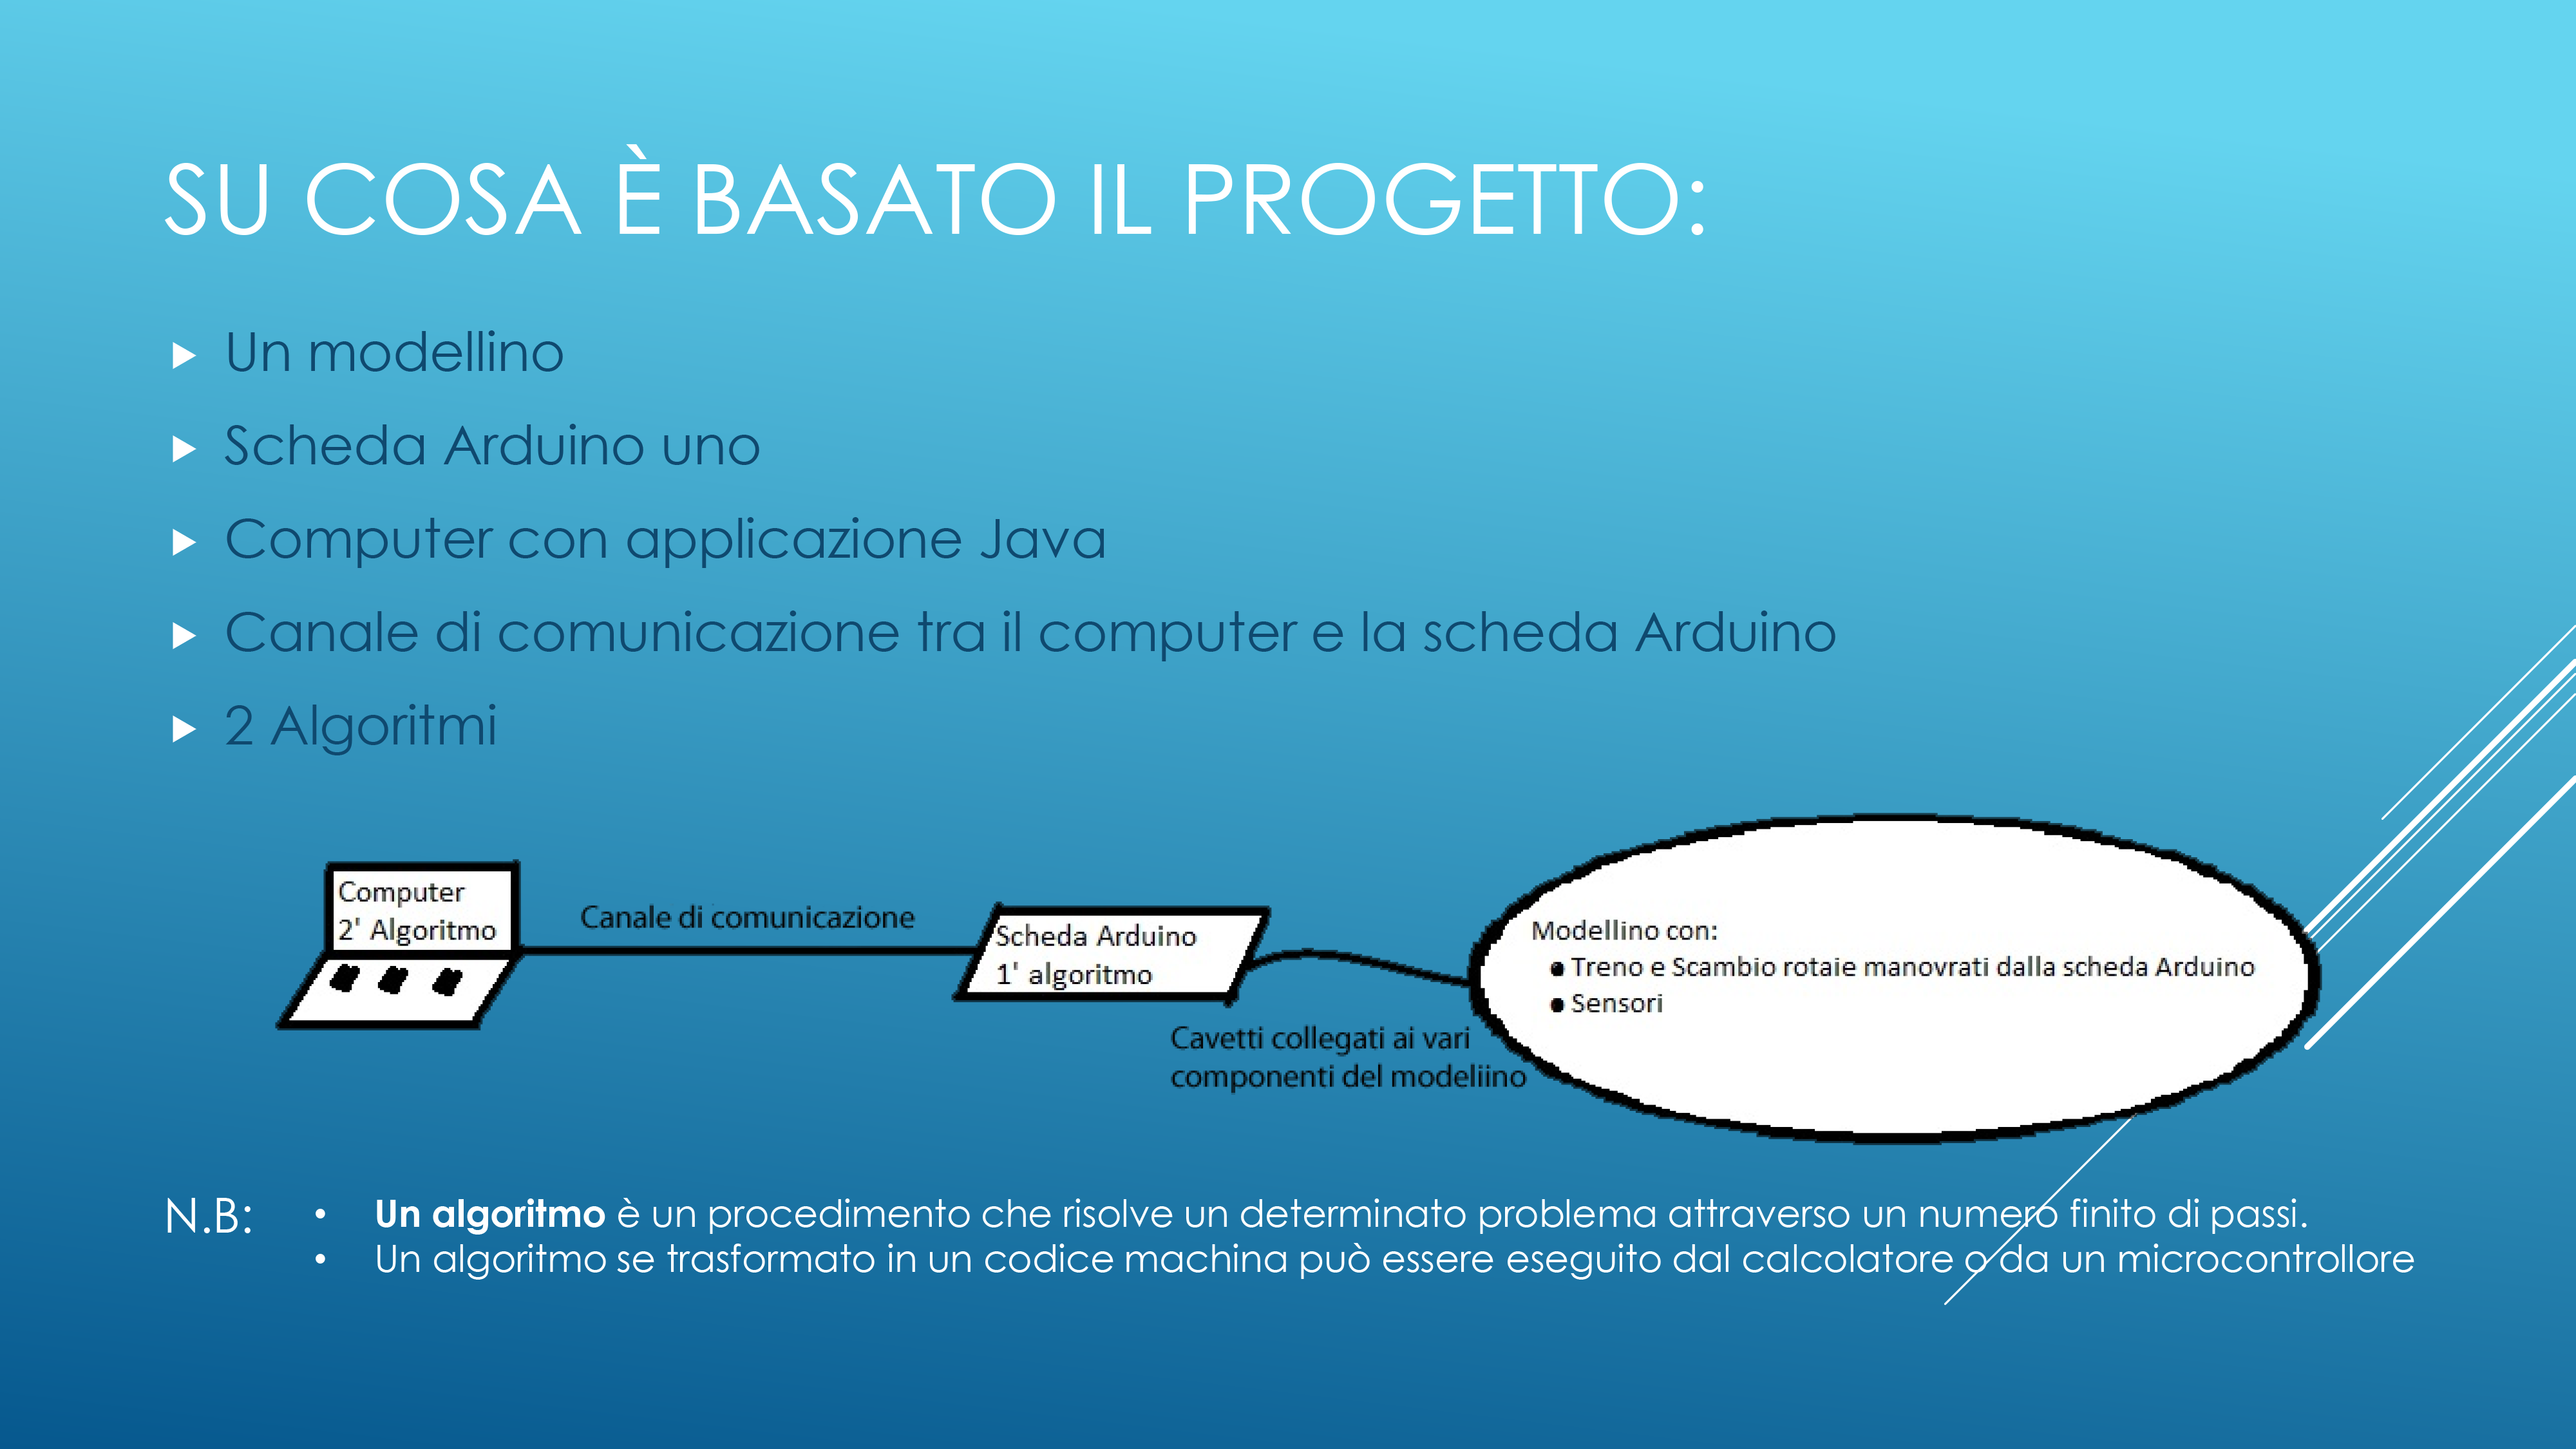 SU COSA È BASATO IL PROGETTO:
Un modellino
Scheda Arduino uno
Computer con applicazione Java
Canale di comunicazione tra il computer e la scheda Arduino
2 Algoritmi
Computer
2' Algoritmo
Canale di comunicazione
Scheda Arduino
1' algoritmo
Cavetti collegati ai vari
componenti del modeliino
Modellino con:
● Treno e Scambio rotaie manovrati dalla scheda Arduino
● Sensori
N.B:
• Un algoritmo è un procedimento che risolve un determinato problema attraverso un numero finito di passi.
• Un algoritmo se trasformato in un codice machina può essere eseguito dal calcolatore o da un microcontrollore